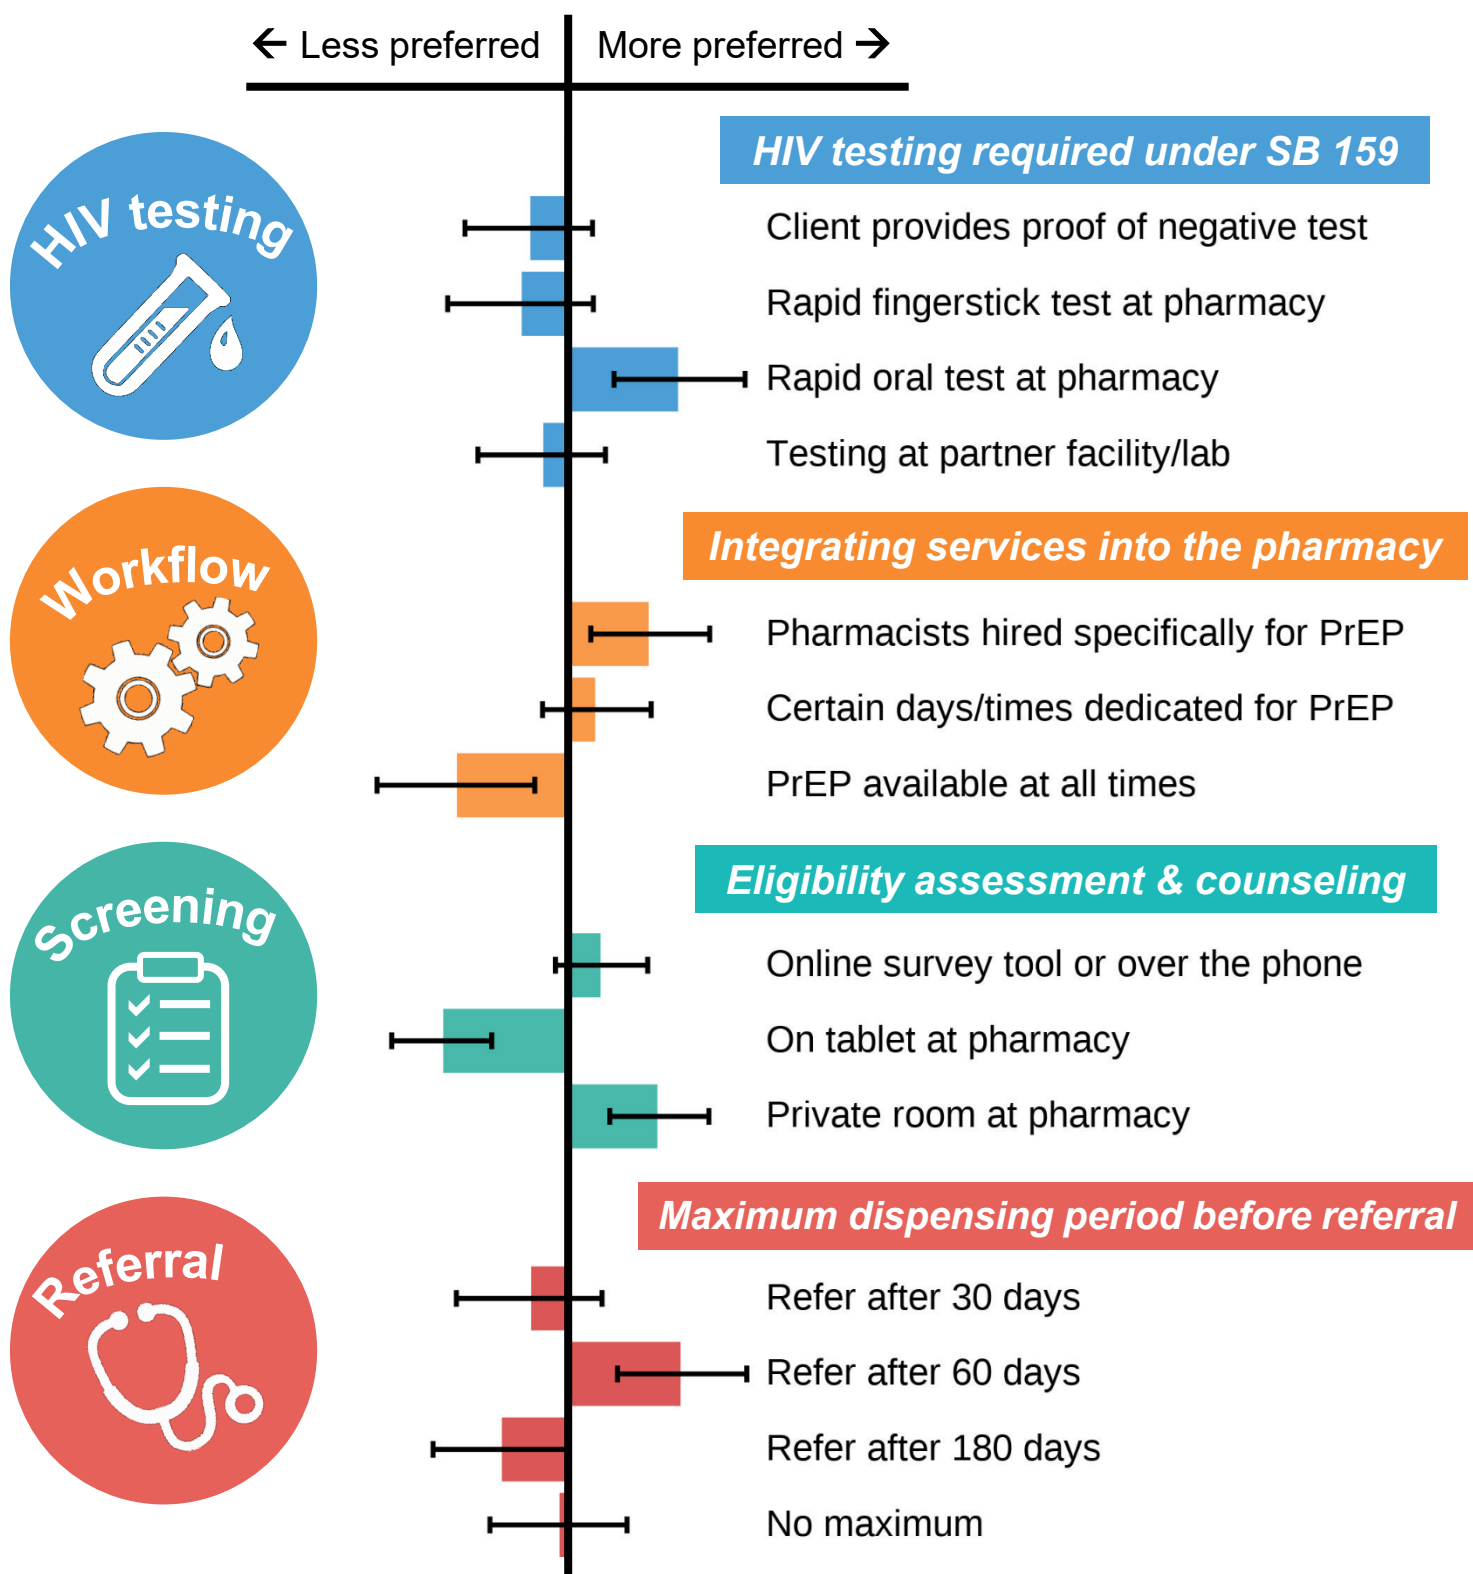 ← Less preferred
More preferred →
HIV testing
HIV testing required under SB 159
Client provides proof of negative test
Rapid fingerstick test at pharmacy
Rapid oral test at pharmacy
Testing at partner facility/lab
Workflow
Integrating services into the pharmacy
Pharmacists hired specifically for PrEP
Certain days/times dedicated for PrEP
PrEP available at all times
Screening
Eligibility assessment & counseling
Online survey tool or over the phone
On tablet at pharmacy
Private room at pharmacy
Referral
Maximum dispensing period before referral
Refer after 30 days
Refer after 60 days
Refer after 180 days
No maximum